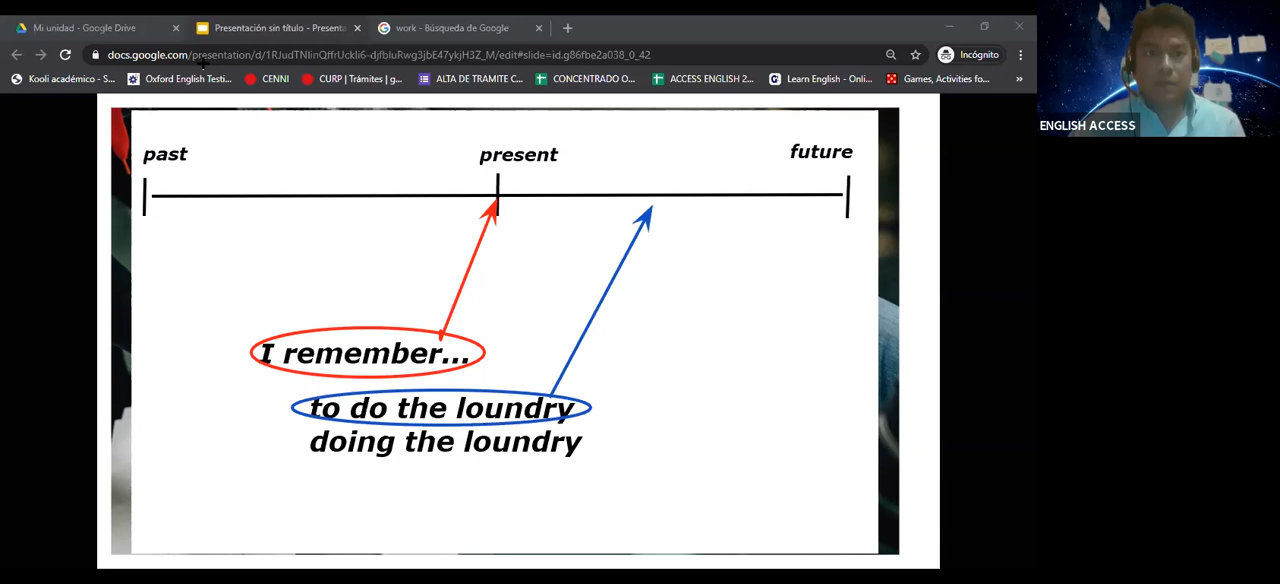 Mi unidad - Google Drive
Presentación sin título - Present
work - Búsqueda de Google
docs.google.com/presentation/d/1RJudTNIinQffrUckli6-djfbluRwg3jbE47ykjH3Z_M/edit#slide=id.g86fbe2a038_0_42
Incógnito
Kooli académico - S...
Oxford English Testi...
CENNI
CURP | Trámites | g...
ALTA DE TRAMITE C...
CONCENTRADO O...
ACCESS ENGLISH 2...
Learn English - Onli...
Games, Activities fo...
»
ENGLISH ACCESS
past
present
future
I remember...
to do the loundry
doing the loundry